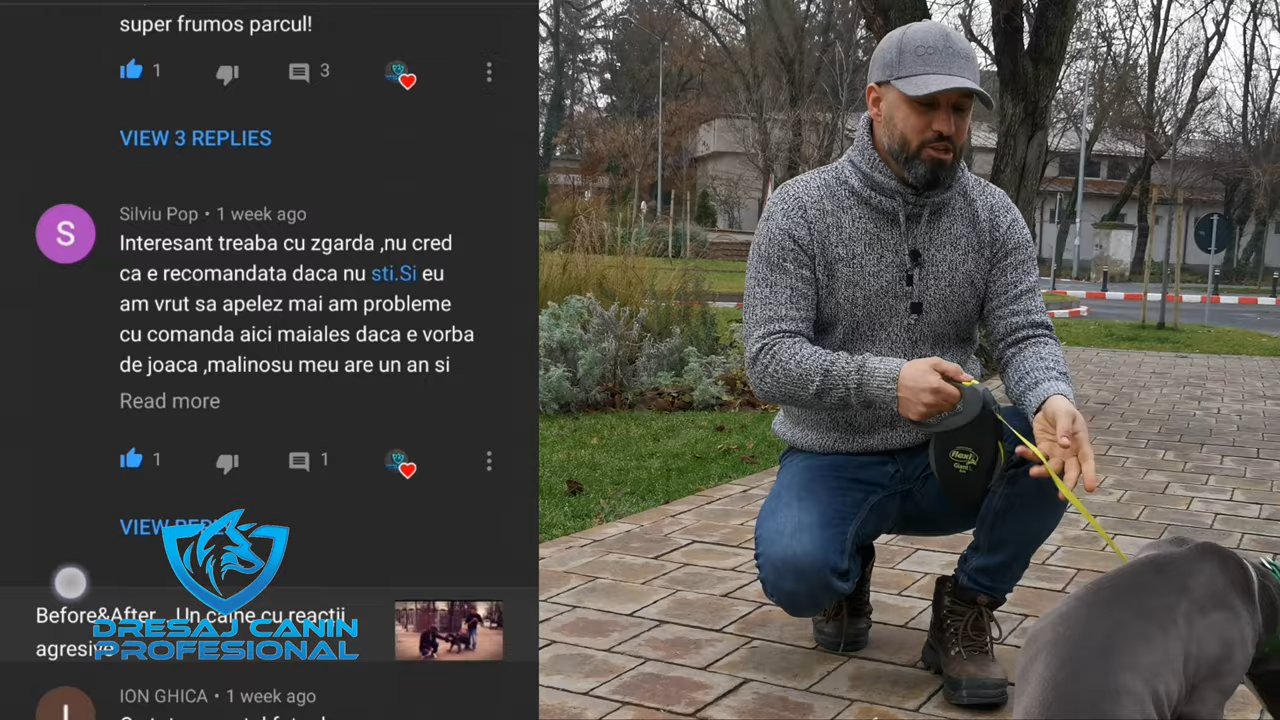 super frumos parcul!
1
3
VIEW 3 REPLIES
S
Silviu Pop • 1 week ago
Interesant treaba cu zgarda ,nu cred
ca e recomandata daca nu sti.Si eu
am vrut sa apelez mai am probleme
cu comanda aici maiales daca e vorba
de joaca ,malinosu meu are un an si
Read more
1
1
VIEW
Before&After _ Un caine cu reactii
agresive
DRESAJ CANIN
PROFESIONAL
ION GHICA • 1 week ago
flexi
Giant L